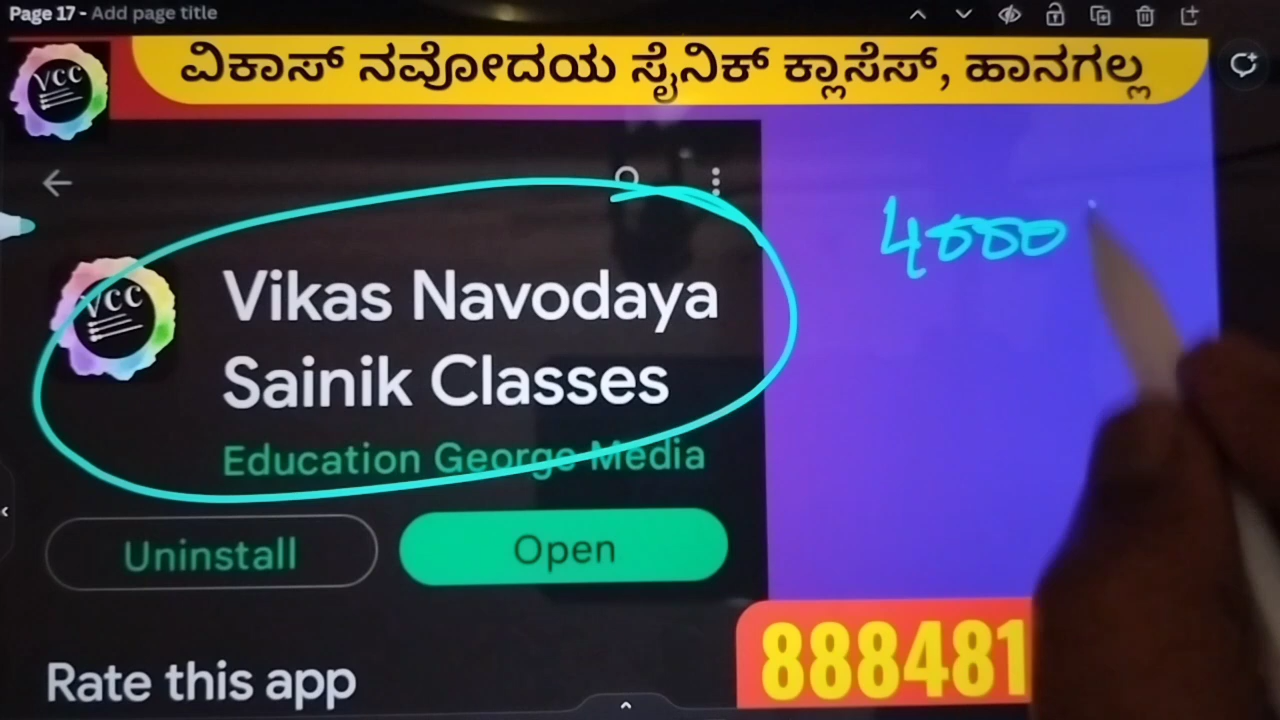 Page 17 - Add page title
VCC
ವಿಕಾಸ್ ನವೋದಯ ಸೈನಿಕ್ ಕ್ಲಾಸೆಸ್, ಹಾನಗಲ್ಲ
VCC
Vikas Navodaya
Sainik Classes
Education George Media
4000
Uninstall
Open
888481
Rate this app